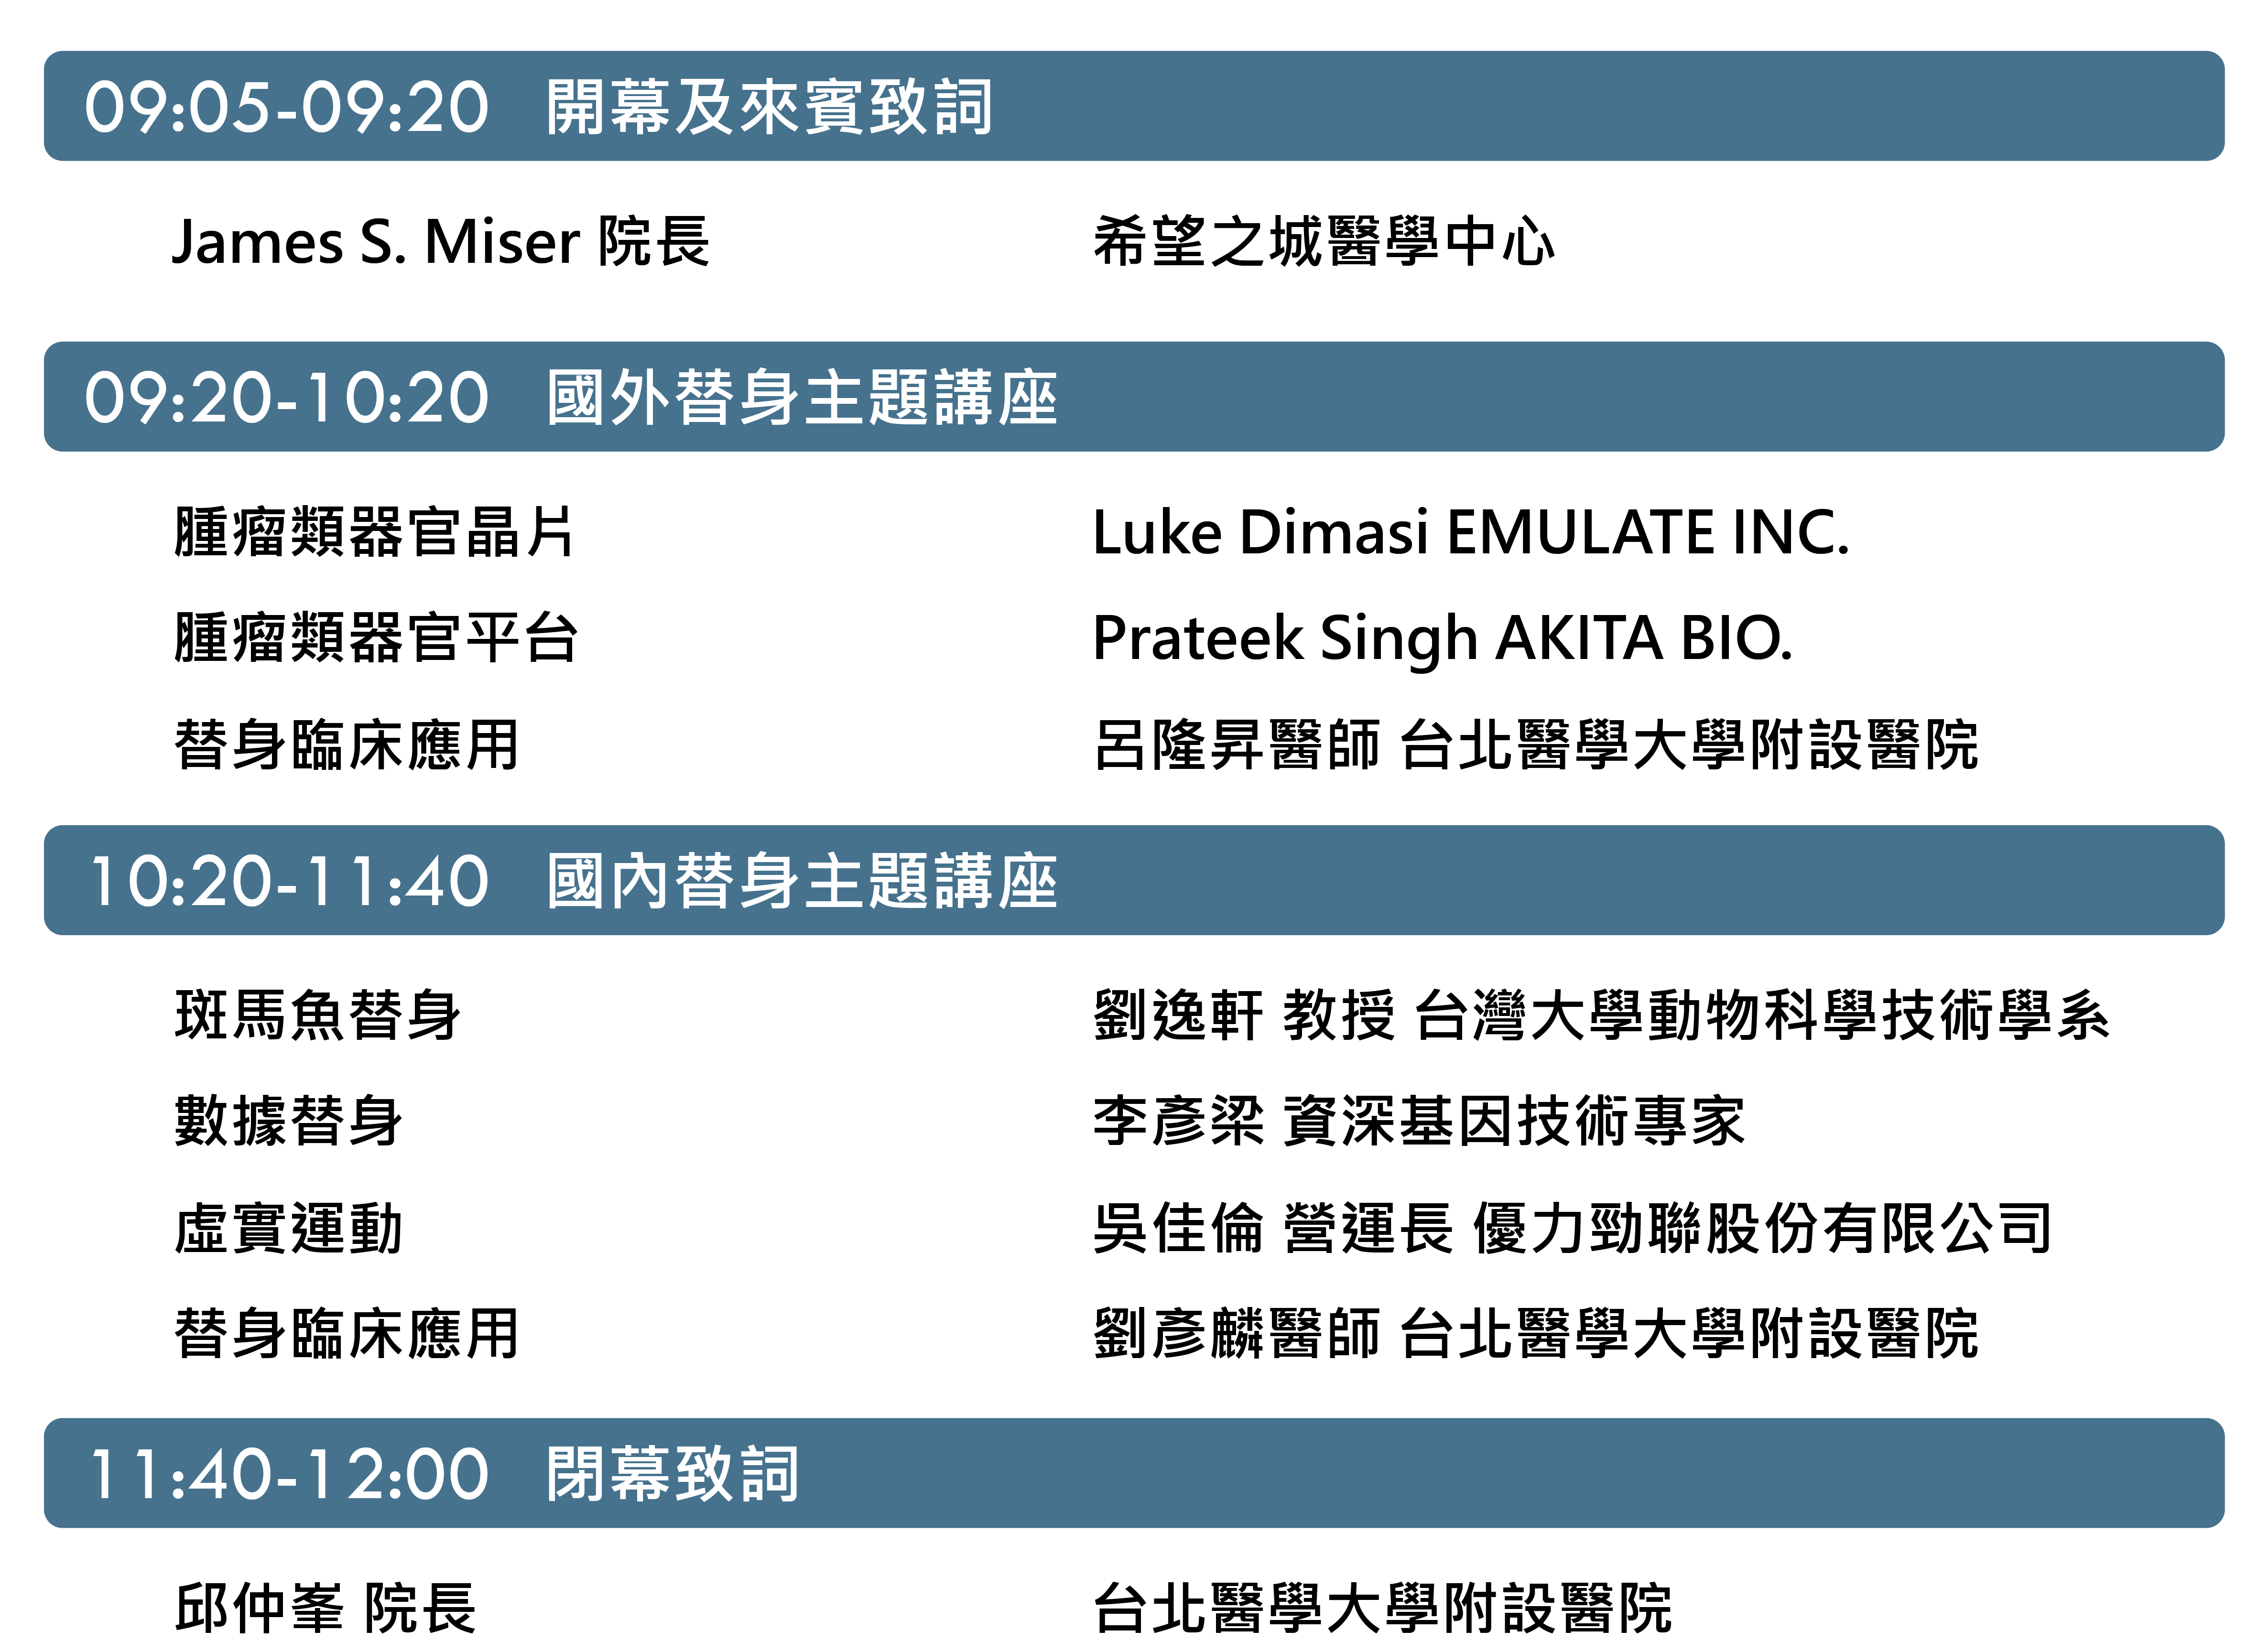 09:05-09:20 開幕及來賓致詞
James S. Miser 院長 希望之城醫學中心
09:20-10:20 國外替身主題講座
腫瘤類器官晶片 Luke Dimasi EMULATE INC.
腫瘤類器官平台 Prateek Singh AKITA BIO.
替身臨床應用 呂隆昇醫師 台北醫學大學附設醫院
10:20-11:40 國內替身主題講座
斑馬魚替身 劉逸軒 教授 台灣大學動物科學技術學系
數據替身 李彥梁 資深基因技術專家
虛實運動 吳佳倫 營運長 優力勁聯股份有限公司
替身臨床應用 劉彥麟醫師 台北醫學大學附設醫院
11:40-12:00 閉幕致詞
邱仲峯 院長 台北醫學大學附設醫院